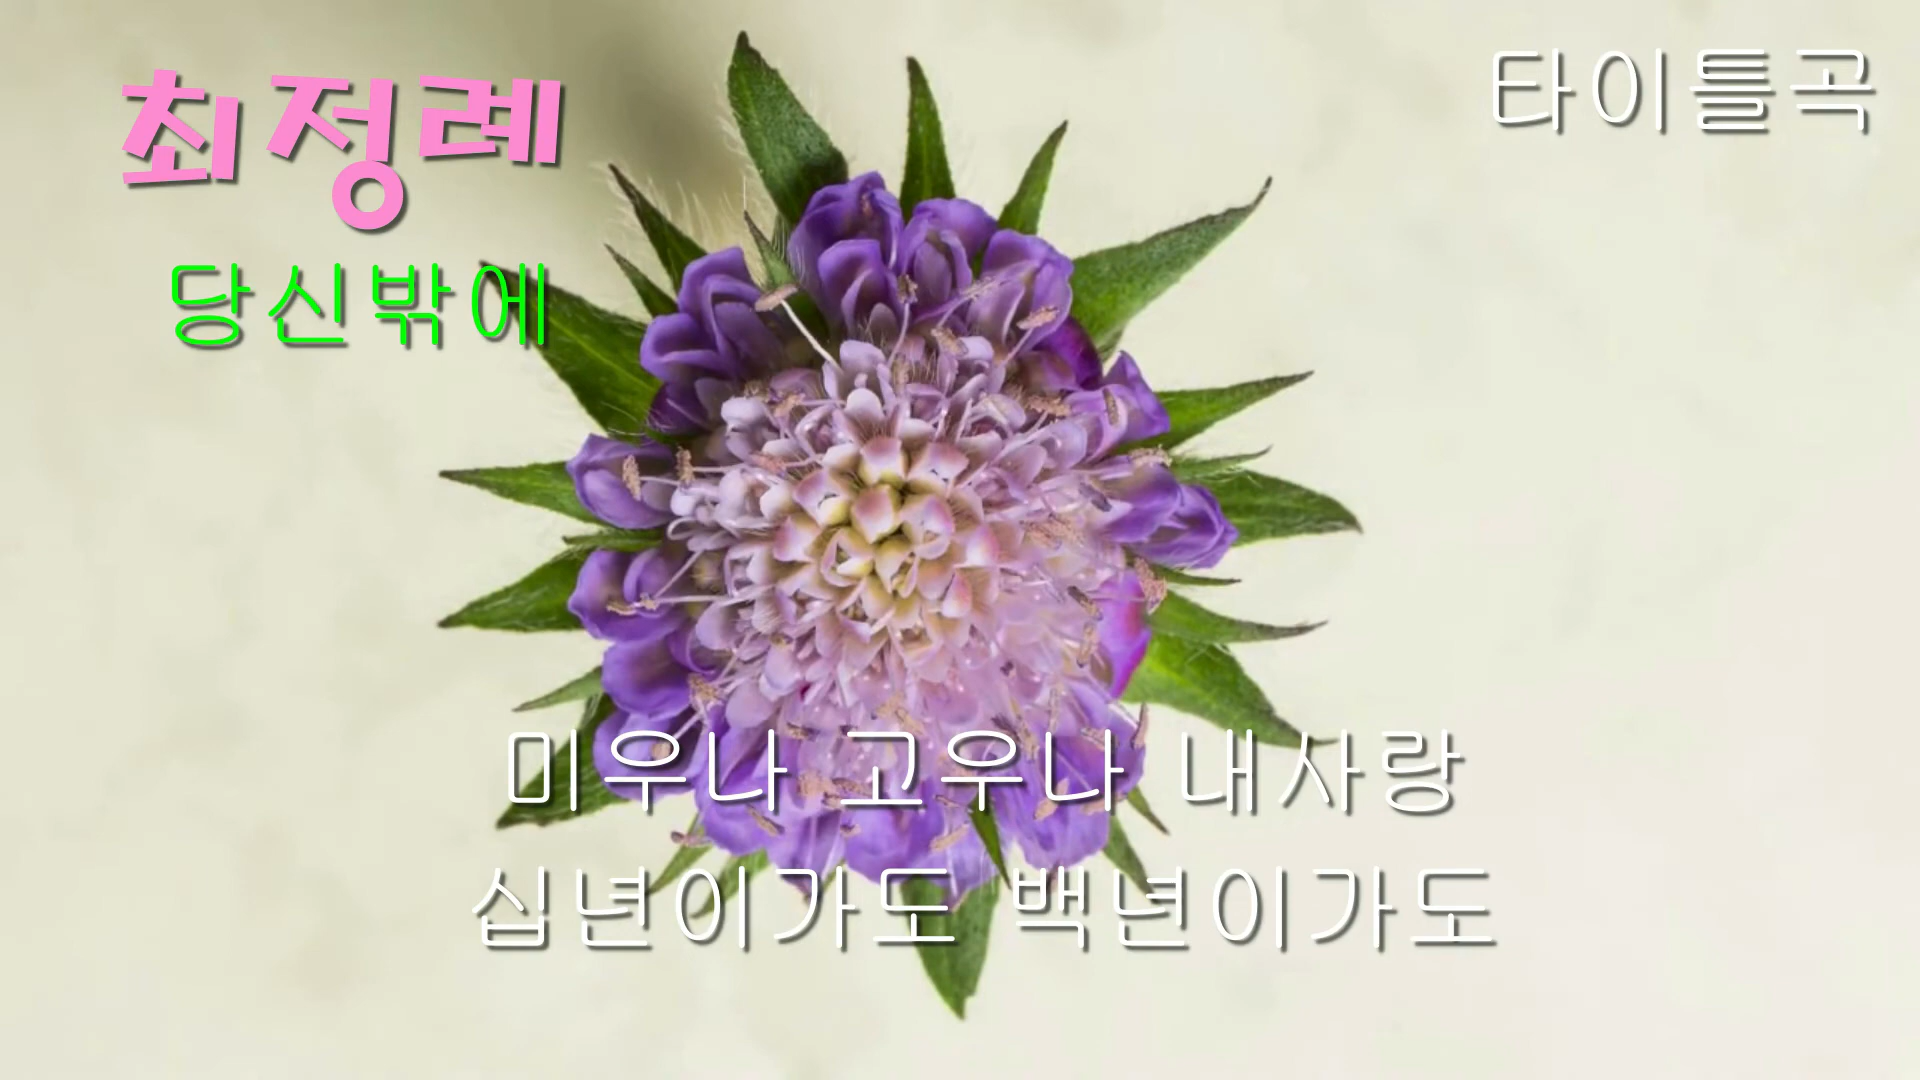 최정례
타이틀곡
당신밖에
미우나 고우나 내사랑
십년이가도 백년이가도